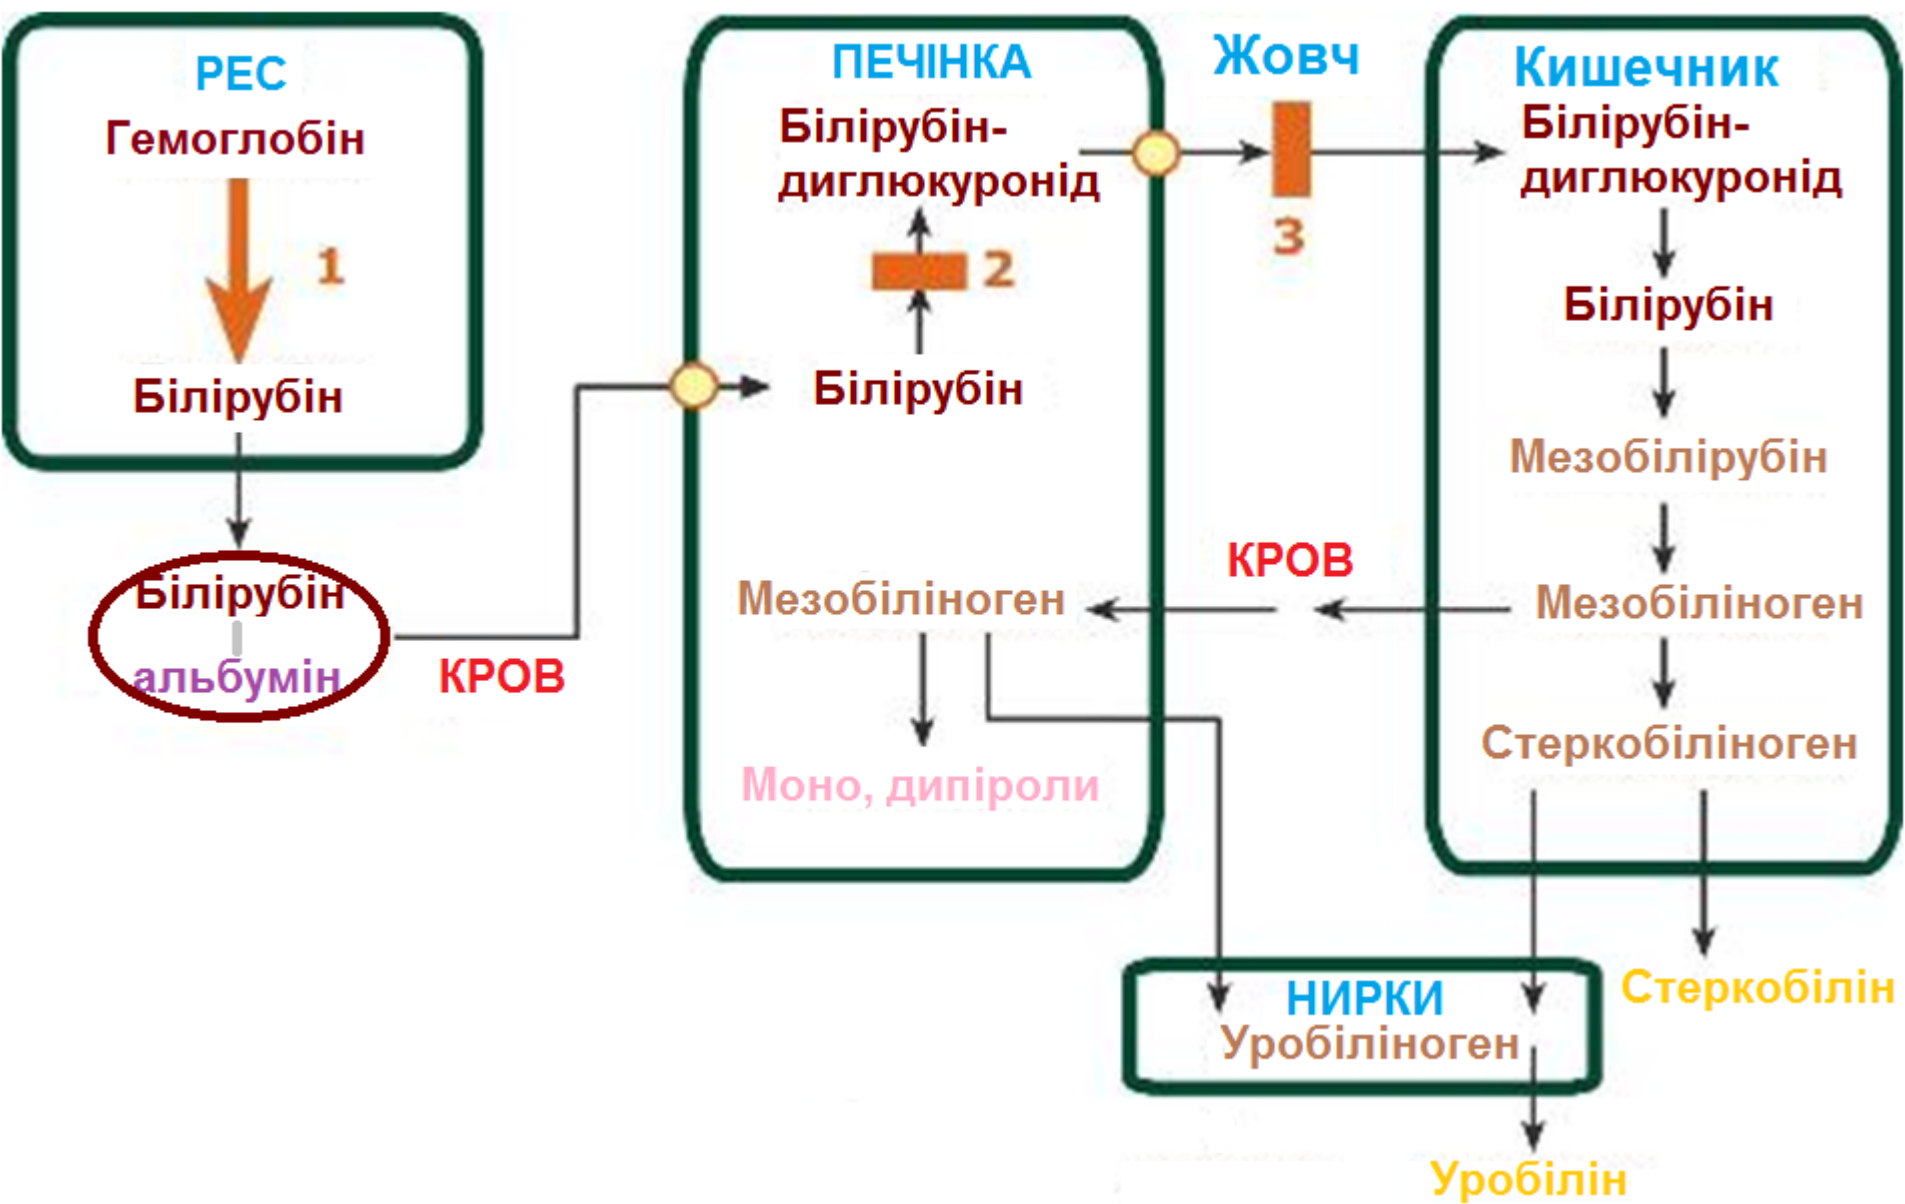 РЕС
Гемоглобін
1
Білірубін
Білірубін
альбумін
КРОВ
ПЕЧІНКА
Білірубін-
диглюкуронід
2
Білірубін
Мезобіліноген
Моно, дипіроли
Жовч
3
КРОВ
Кишечник
Білірубін-
диглюкуронід
Білірубін
Мезобілірубін
Мезобіліноген
Стеркобіліноген
Стеркобілін
НИРКИ
Уробіліноген
Уробілін